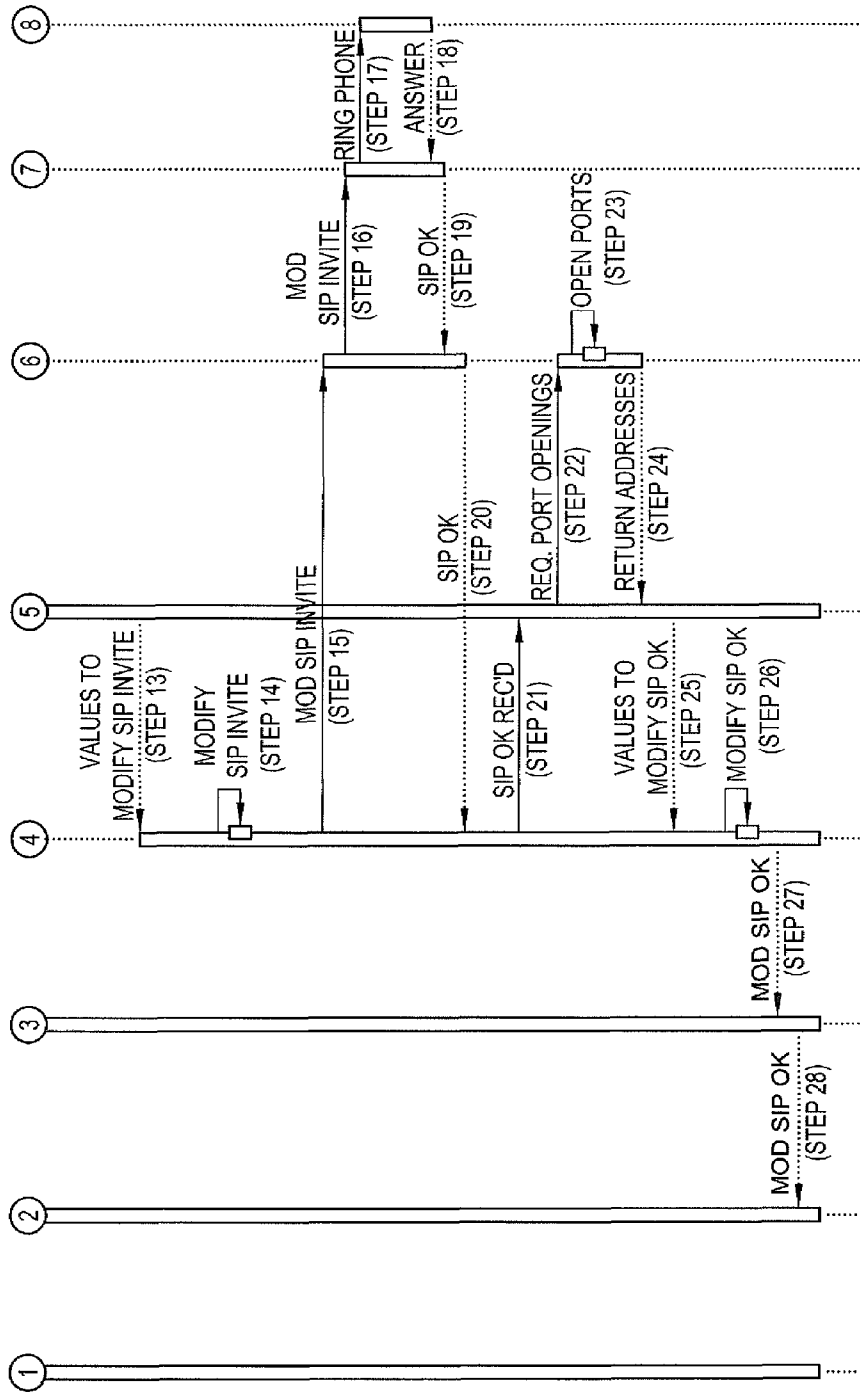 1
2
3
4
5
6
7
8
VALUES TO
MODIFY SIP INVITE
(STEP 13)
MODIFY
SIP INVITE
(STEP 14)
MOD SIP INVITE
(STEP 15)
MOD
SIP INVITE
(STEP 16)
RING PHONE
(STEP 17)
ANSWER
(STEP 18)
SIP OK
(STEP 19)
SIP OK
(STEP 20)
SIP OK REC'D
(STEP 21)
REQ. PORT OPENINGS
(STEP 22)
OPEN PORTS
(STEP 23)
RETURN ADDRESSES
(STEP 24)
VALUES TO
MODIFY SIP OK
(STEP 25)
MODIFY SIP OK
(STEP 26)
MOD SIP OK
(STEP 27)
MOD SIP OK
(STEP 28)